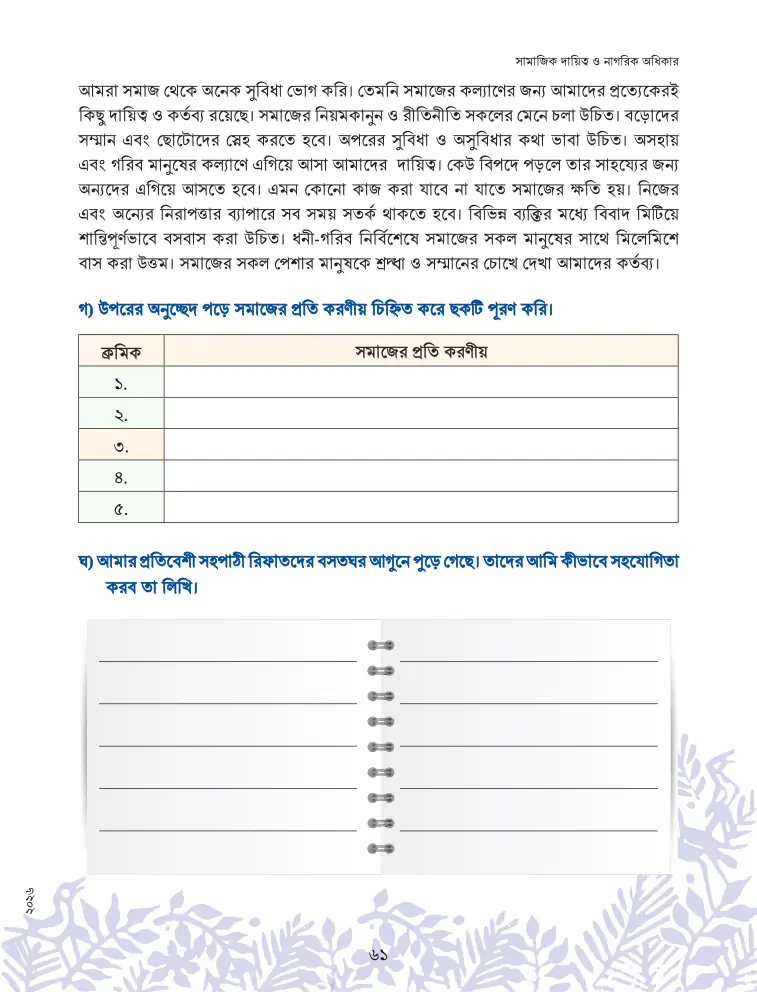 সামাজিক দায়িত্ব ও নাগরিক অধিকার
আমরা সমাজ থেকে অনেক সুবিধা ভোগ করি। তেমনি সমাজের কল্যাণের জন্য আমাদের প্রত্যেকেরই
কিছু দায়িত্ব ও কর্তব্য রয়েছে। সমাজের নিয়মকানুন ও রীতিনীতি সকলের মেনে চলা উচিত। বড়োদের
সম্মান এবং ছোটোদের স্নেহ করতে হবে। অপরের সুবিধা ও অসুবিধার কথা ভাবা উচিত। অসহায়
এবং গরিব মানুষের কল্যাণে এগিয়ে আসা আমাদের দায়িত্ব। কেউ বিপদে পড়লে তার সাহায্যের জন্য
অন্যদের এগিয়ে আসতে হবে। এমন কোনো কাজ করা যাবে না যাতে সমাজের ক্ষতি হয়। নিজের
এবং অন্যের নিরাপত্তার ব্যাপারে সব সময় সতর্ক থাকতে হবে। বিভিন্ন ব্যক্তির মধ্যে বিবাদ মিটিয়ে
শান্তিপূর্ণভাবে বসবাস করা উচিত। ধনী-গরিব নির্বিশেষে সমাজের সকল মানুষের সাথে মিলেমিশে
বাস করা উত্তম। সমাজের সকল পেশার মানুষকে শ্রদ্ধা ও সম্মানের চোখে দেখা আমাদের কর্তব্য।
গ) উপরের অনুচ্ছেদ পড়ে সমাজের প্রতি করণীয় চিহ্নিত করে ছকটি পূরণ করি।
ক্রমিক সমাজের প্রতি করণীয়
১.
২.
৩.
৪.
৫.
ঘ) আমার প্রতিবেশী সহপাঠী রিফাতদের বসতঘর আগুনে পুড়ে গেছে। তাদের আমি কীভাবে সহযোগিতা
করব তা লিখি।
২০২৬
৬১